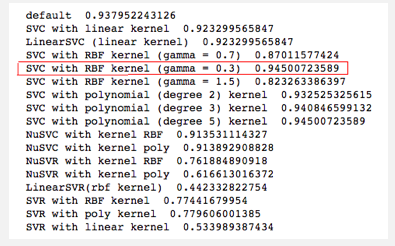 default 0.937952243126
SVC with linear kernel 0.923299565847
LinearSVC (linear kernel) 0.923299565847
SVC with RBF kernel (gamma = 0.7) 0.87011577424
SVC with RBF kernel (gamma = 0.3) 0.94500723589
SVC with RBF kernel (gamma = 1.5) 0.823263386397
SVC with polynomial (degree 2) kernel 0.932525325615
SVC with polynomial (degree 3) kernel 0.940846599132
SVC with polynomial (degree 5) kernel 0.94500723589
NuSVC with kernel RBF 0.913531114327
NuSVC with kernel poly 0.913892908828
NuSVR with kernel RBF 0.761884890918
NuSVR with kernel poly 0.616613016372
LinearSVR(rbf kernel) 0.442332822754
SVR with RBF kernel 0.77441679954
SVR with poly kernel 0.779606001385
SVR with linear kernel 0.533989387434